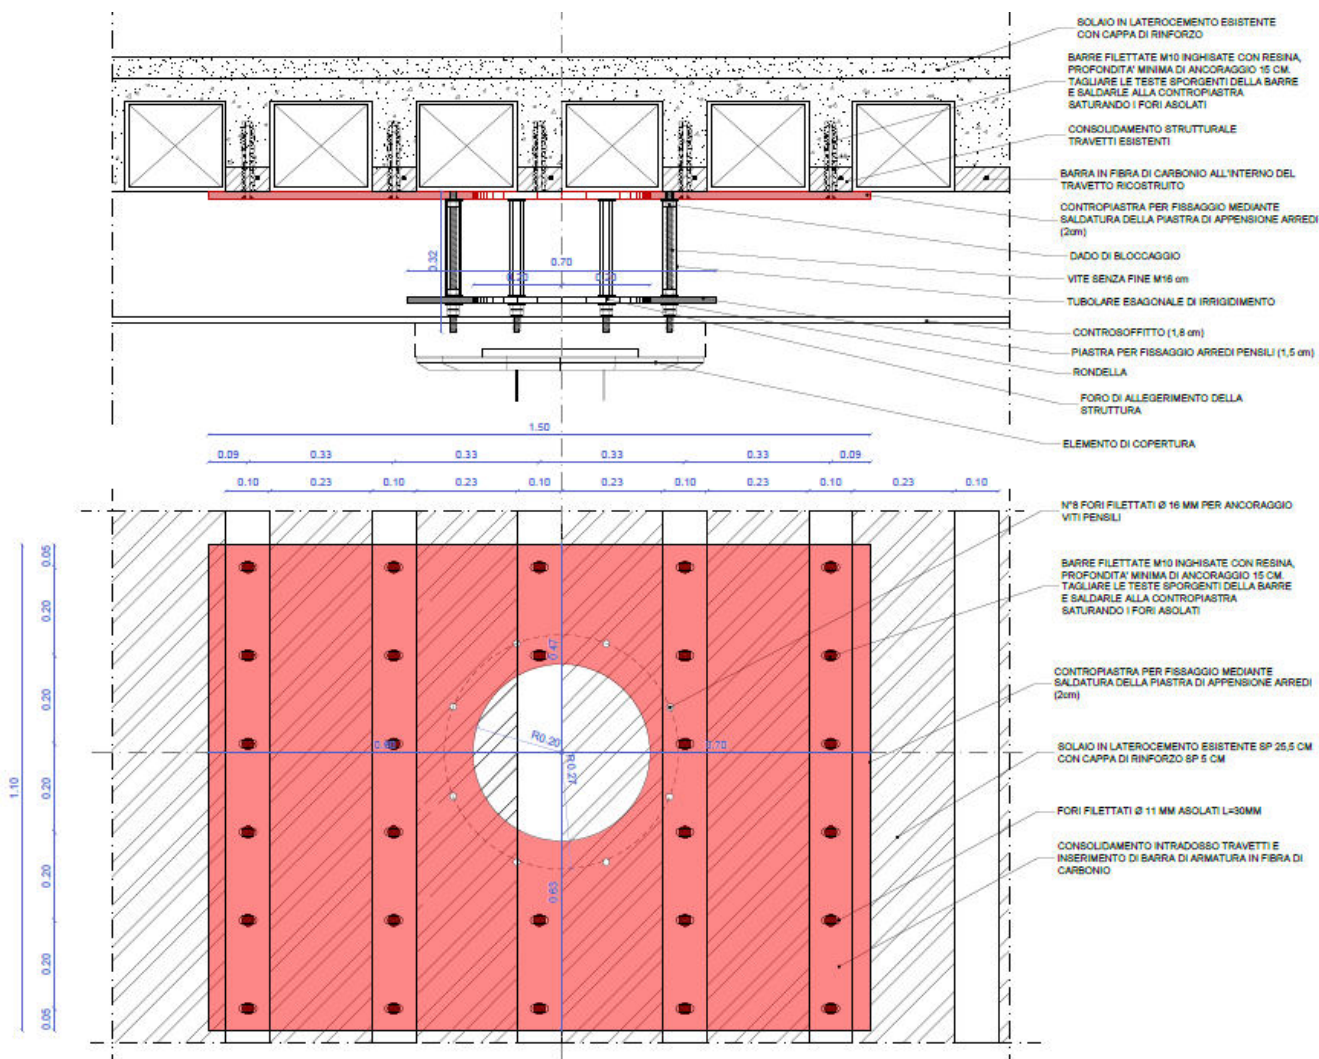 SOLAIO IN LATEROCEMENTO ESISTENTE
CON CAPPA DI RINFORZO
BARRE FILETTATE M10 INGHISATE CON RESINA,
PROFONDITA' MINIMA DI ANCORAGGIO 15 CM.
TAGLIARE LE TESTE SPORGENTI DELLA BARRE
E SALDARLE ALLA CONTROPIASTRA
SATURANDO I FORI ASOLATI
CONSOLIDAMENTO STRUTTURALE
TRAVETTI ESISTENTI
BARRA IN FIBRA DI CARBONIO ALL'INTERNO DEL
TRAVETTO RICOSTRUITO
CONTROPIASTRA PER FISSAGGIO MEDIANTE
SALDATURA DELLA PIASTRA DI APPENSIONE ARREDI
(2cm)
DADO DI BLOCCAGGIO
VITE SENZA FINE M16 cm
TUBOLARE ESAGONALE DI IRRIGIDIMENTO
CONTROSOFFITTO (1,8 cm)
PIASTRA PER FISSAGGIO ARREDI PENSILI (1,5 cm)
RONDELLA
FORO DI ALLEGERIMENTO DELLA
STRUTTURA
ELEMENTO DI COPERTURA
0.32
0.70
0.20 0.20
1.50
0.09 0.33 0.33 0.33 0.33 0.09
0.10 0.23 0.10 0.23 0.10 0.23 0.10 0.23 0.10 0.23 0.10
N°8 FORI FILETTATI Ø 16 MM PER ANCORAGGIO
VITI PENSILI
BARRE FILETTATE M10 INGHISATE CON RESINA,
PROFONDITA' MINIMA DI ANCORAGGIO 15 CM.
TAGLIARE LE TESTE SPORGENTI DELLA BARRE
E SALDARLE ALLA CONTROPIASTRA
SATURANDO I FORI ASOLATI
CONTROPIASTRA PER FISSAGGIO MEDIANTE
SALDATURA DELLA PIASTRA DI APPENSIONE ARREDI
(2cm)
SOLAIO IN LATEROCEMENTO ESISTENTE SP 25,5 CM
CON CAPPA DI RINFORZO SP 5 CM
FORI FILETTATI Ø 11 MM ASOLATI L=30MM
CONSOLIDAMENTO INTRADOSSO TRAVETTI E
INSERIMENTO DI BARRA DI ARMATURA IN FIBRA DI
CARBONIO
1.10
0.05
0.20
0.20
0.20
0.20
0.20
0.05
0.47
0.80
0.70
R0.20
R0.27
0.63